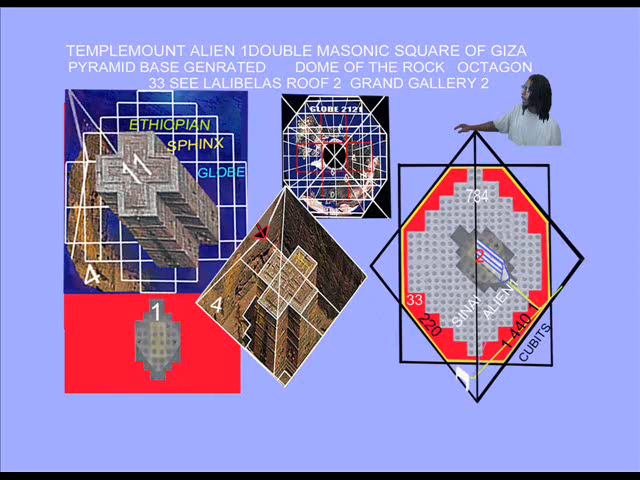 TEMPLEMOUNT ALIEN 1DOUBLE MASONIC SQUARE OF GIZA
PYRAMID BASE GENRATED DOME OF THE ROCK OCTAGON
33 SEE LALIBELAS ROOF 2 GRAND GALLERY 2
GLOBE 2121
ETHIOPIAN
SPHINX
GLOBE
11
4
1
4
784
2
33
220
SINAI
ALIEN
1 440
CUBITS